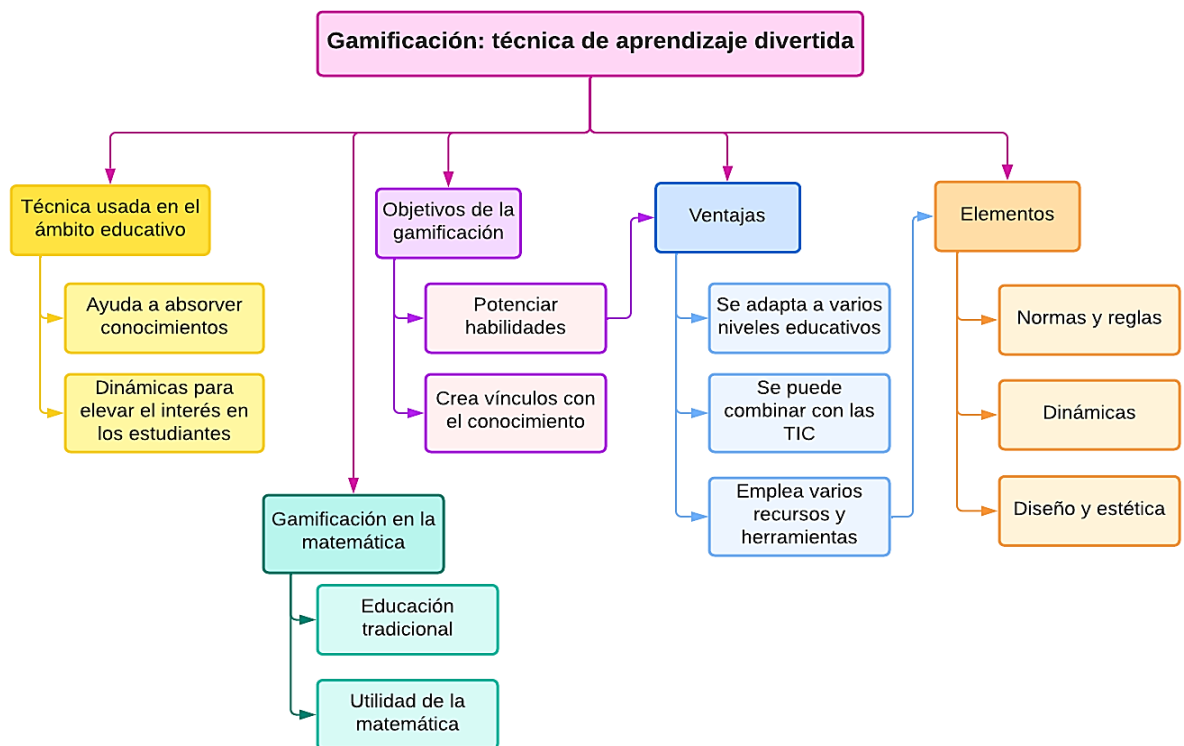 Gamificación: técnica de aprendizaje divertida
Técnica usada en el
ámbito educativo
Ayuda a absorver
conocimientos
Dinámicas para
elevar el interés en
los estudiantes
Gamificación en la
matemática
Educación
tradicional
Utilidad de la
matemática
Objetivos de la
gamificación
Potenciar
habilidades
Crea vínculos con
el conocimiento
Ventajas
Se adapta a varios
niveles educativos
Se puede
combinar con las
TIC
Emplea varios
recursos y
herramientas
Elementos
Normas y reglas
Dinámicas
Diseño y estética